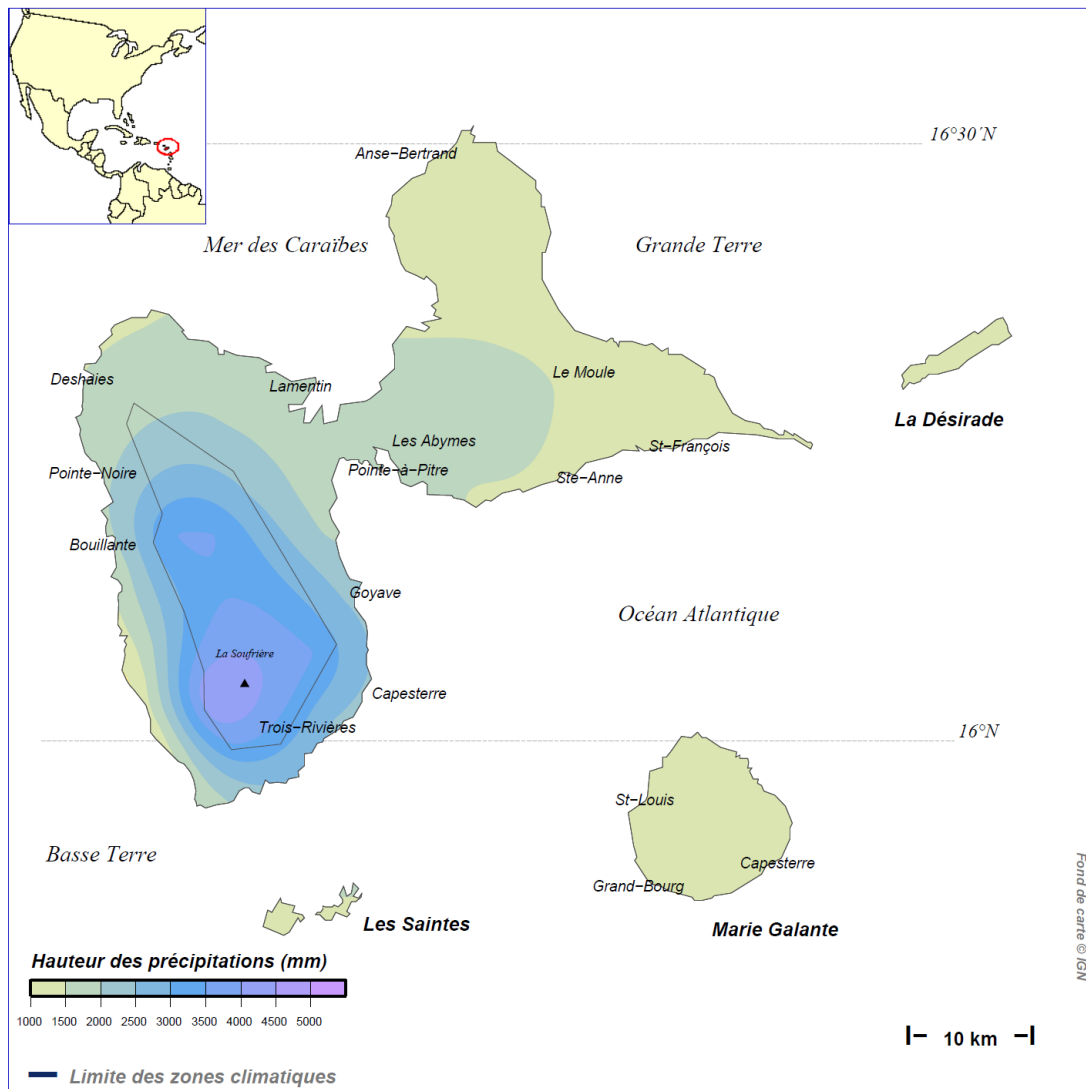 16°30'N
Anse−Bertrand
Mer des Caraïbes
Grande Terre
Deshaies
Lamentin
Le Moule
La Désirade
Les Abymes
St−François
Pointe−Noire
Pointe−à−Pitre
Ste−Anne
Bouillante
Goyave
Océan Atlantique
La Soufrière
Capesterre
Trois−Rivières
16°N
St−Louis
Basse Terre
Capesterre
Grand−Bourg
Les Saintes
Marie Galante
Fond de carte © IGN
Hauteur des précipitations (mm)
1000 1500 2000 2500 3000 3500 4000 4500 5000
10 km
Limite des zones climatiques